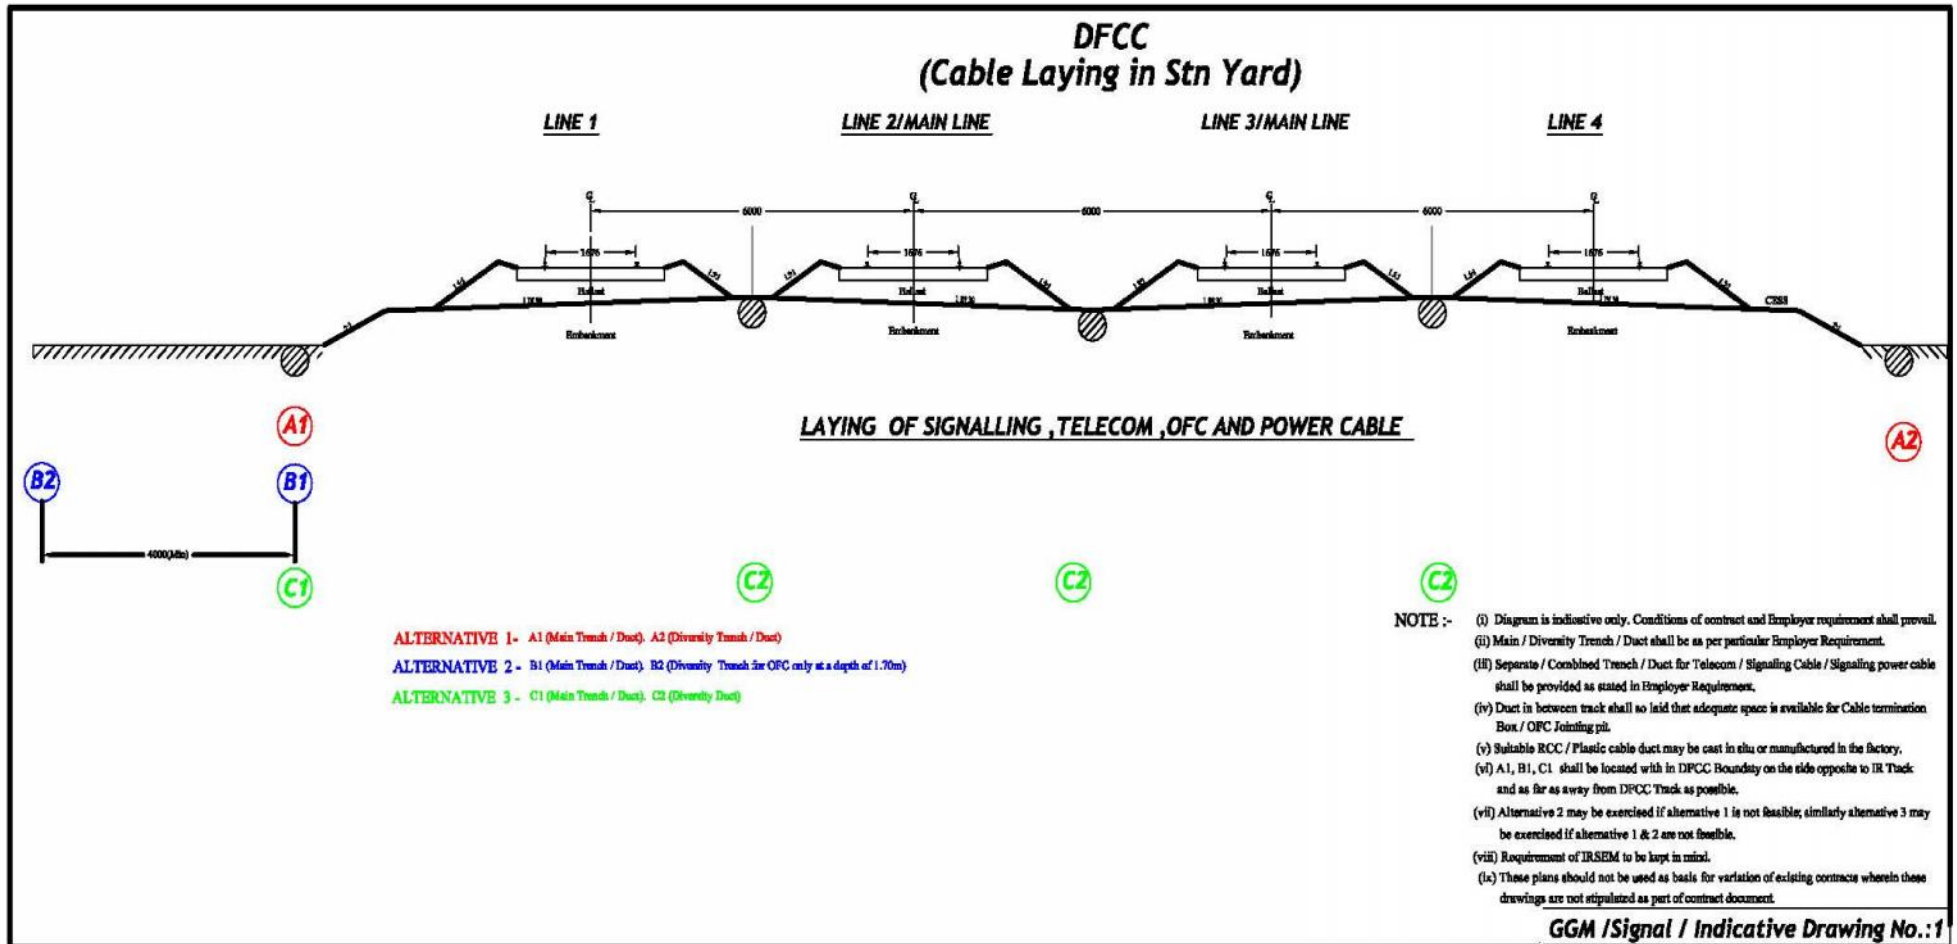 DFCC
(Cable Laying in Stn Yard)
LINE 1
LINE 2/MAIN LINE
LINE 3/MAIN LINE
LINE 4
6000
6000
6000
1676
1676
1676
1676
Ballast
Ballast
Ballast
Ballast
CESS
Embankment
Embankment
Embankment
Embankment
A1
LAYING OF SIGNALLING ,TELECOM ,OFC AND POWER CABLE
A2
B2
B1
4000(Min)
C1
C2
C2
C2
ALTERNATIVE 1- A1 (Main Trench / Duct). A2 (Diversity Trench / Duct)
ALTERNATIVE 2 - B1 (Main Trench / Duct). B2 (Diversity Trench for OFC only at a depth of 1.70m)
ALTERNATIVE 3 - C1 (Main Trench / Duct). C2 (Diversity Duct)
NOTE :- (i) Diagram is indicative only. Conditions of contract and Employer requirement shall prevail.
(ii) Main / Diversity Trench / Duct shall be as per particular Employer Requirement.
(iii) Separate / Combined Trench / Duct for Telecom / Signaling Cable / Signaling power cable
shall be provided as stated in Employer Requirement.
(iv) Duct in between track shall so laid that adequate space is available for Cable termination
Box / OFC Jointing pit.
(v) Suitable RCC / Plastic cable duct may be cast in situ or manufactured in the factory.
(vi) A1, B1, C1 shall be located with in DFCC Boundaty on the side opposite to IR Track
and as far as away from DFCC Track as possible.
(vii) Alternative 2 may be exercised if alternative 1 is not feasible; similarly alternative 3 may
be exercised if alternative 1 & 2 are not feasible.
(viii) Requirement of IRSEM to be kept in mind.
(ix) These plans should not be used as basis for variation of existing contracts wherein these
drawings are not stipulated as part of contract document.
GGM /Signal / Indicative Drawing No.:1